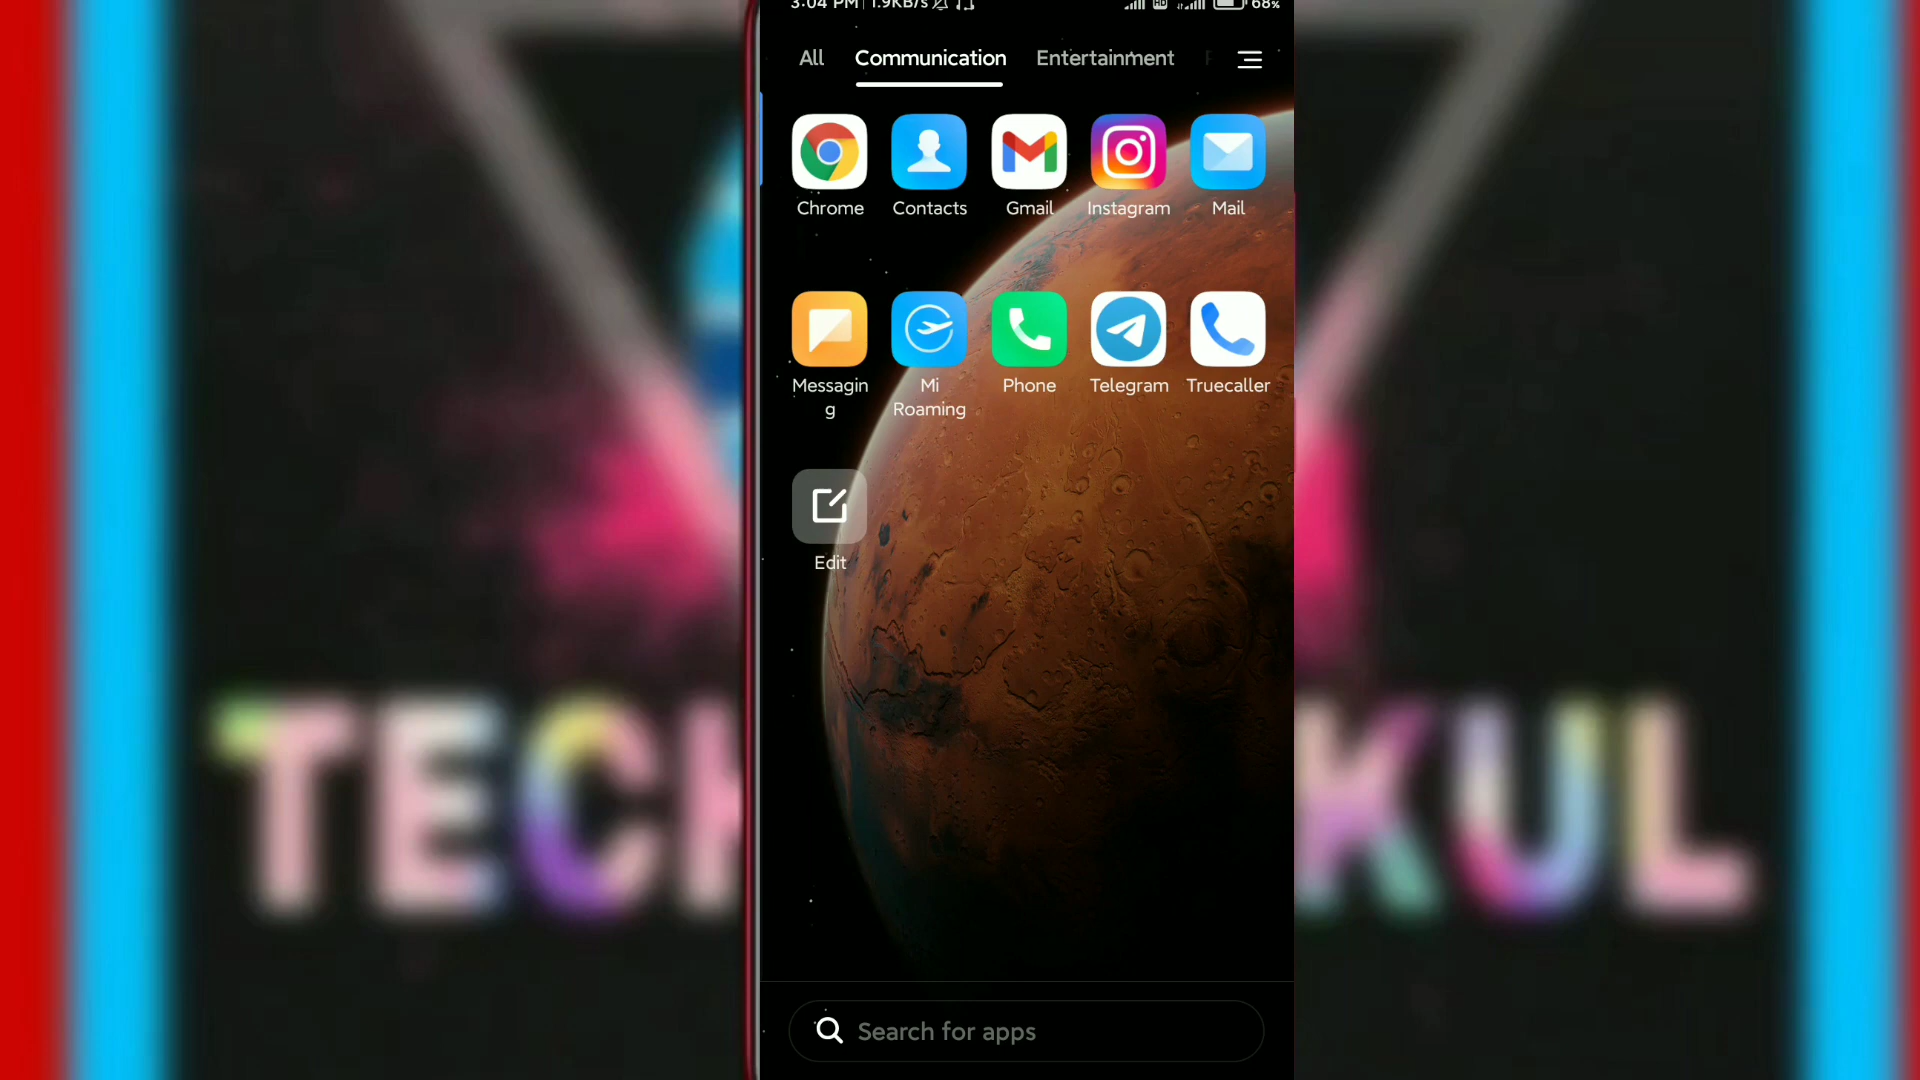 3:04 PM 1.9KB/s HD 68%
All Communication Entertainment
Chrome Contacts Gmail Instagram Mail
Messagin Mi Phone Telegram Truecaller
g Roaming
Edit
TECH KUL
Search for apps